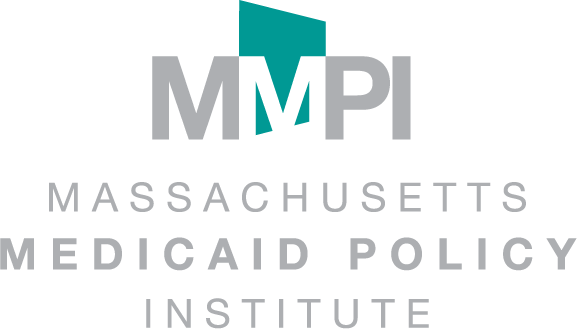 MMPI
MASSACHUSETTS
MEDICAID POLICY
INSTITUTE